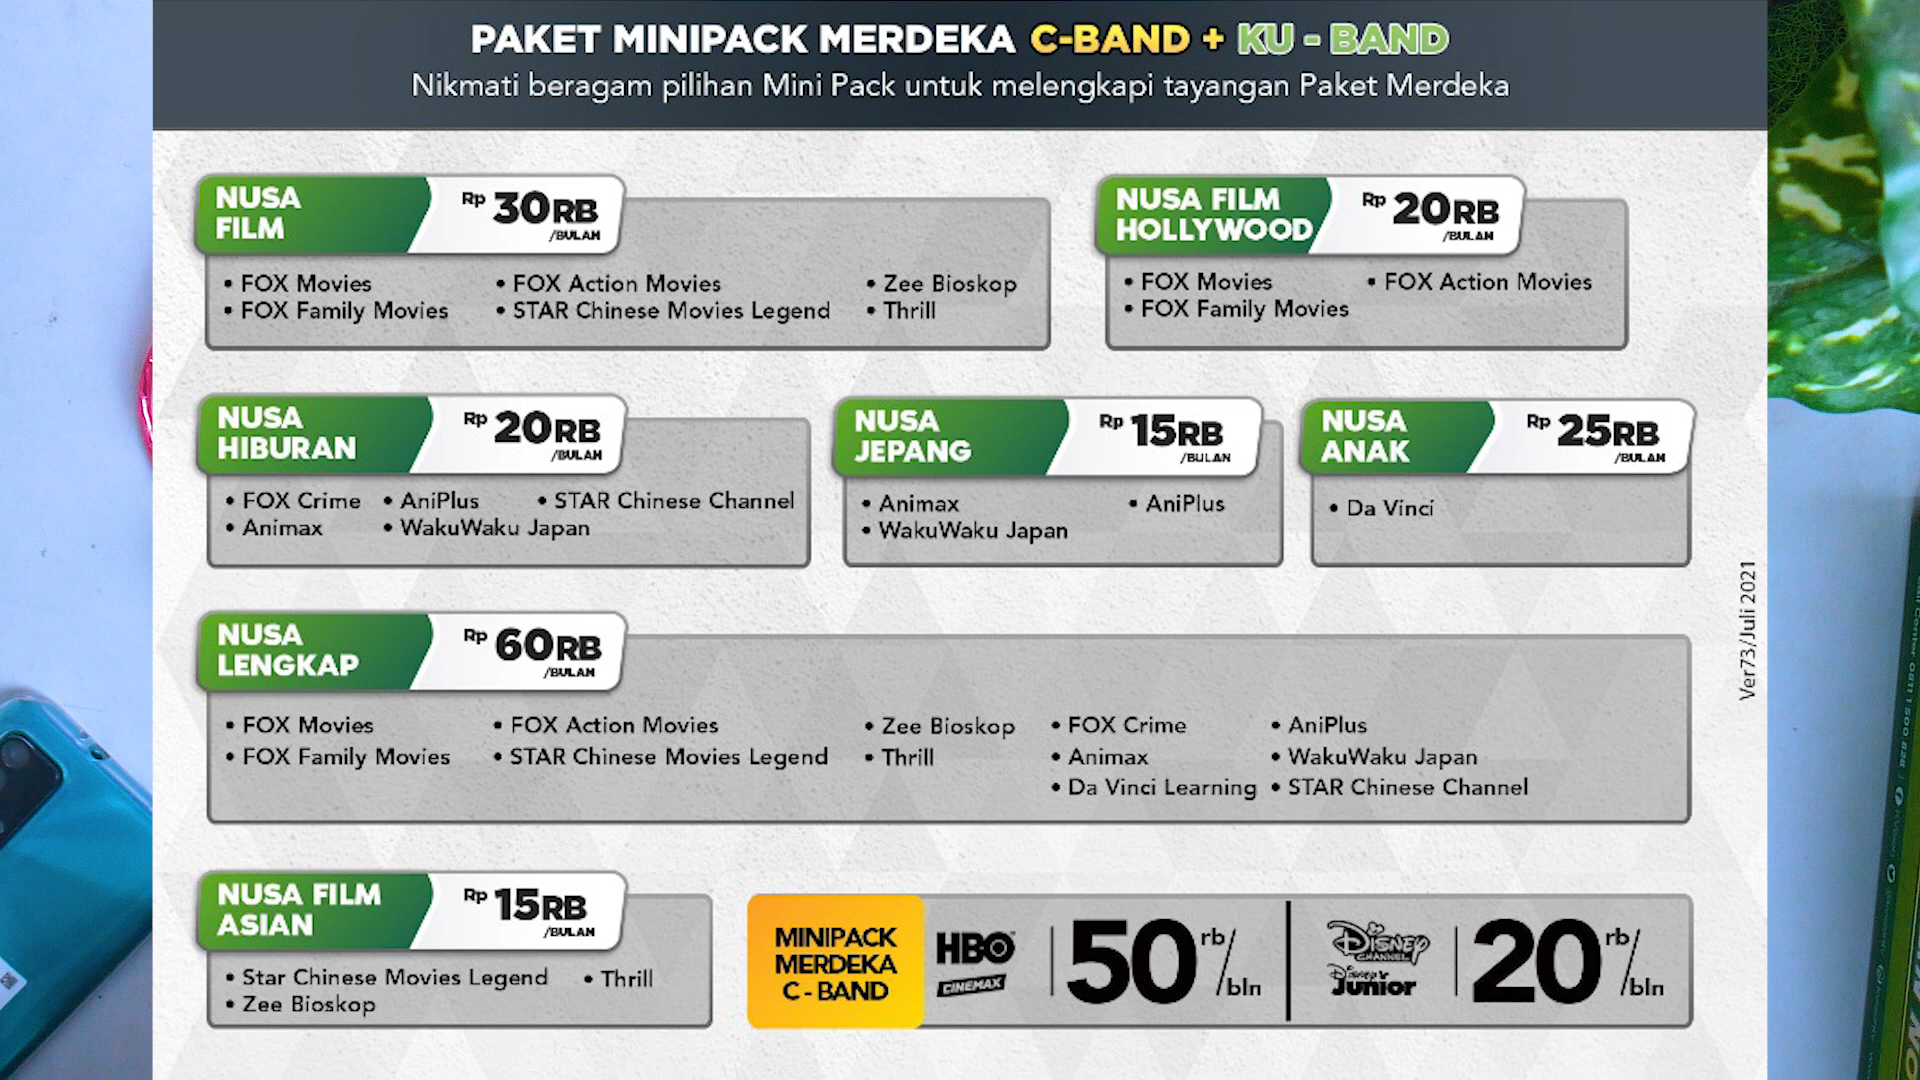 PAKET MINIPACK MERDEKA C-BAND + KU - BAND
Nikmati beragam pilihan Mini Pack untuk melengkapi tayangan Paket Merdeka
NUSA
FILM
Rp 30RB
/BULAN
• FOX Movies
• FOX Family Movies
• FOX Action Movies
• STAR Chinese Movies Legend
• Zee Bioskop
• Thrill
NUSA FILM
HOLLYWOOD
Rp 20RB
/BULAN
• FOX Movies
• FOX Family Movies
• FOX Action Movies
NUSA
HIBURAN
Rp 20RB
/BULAN
• FOX Crime
• Animax
• AniPlus
• WakuWaku Japan
• STAR Chinese Channel
NUSA
JEPANG
Rp 15RB
/BULAN
• Animax
• WakuWaku Japan
• AniPlus
NUSA
ANAK
Rp 25RB
/BULAN
• Da Vinci
NUSA
LENGKAP
Rp 60RB
/BULAN
• FOX Movies
• FOX Family Movies
• FOX Action Movies
• STAR Chinese Movies Legend
• Zee Bioskop
• Thrill
• FOX Crime
• Animax
• Da Vinci Learning
• AniPlus
• WakuWaku Japan
• STAR Chinese Channel
NUSA FILM
ASIAN
Rp 15RB
/BULAN
• Star Chinese Movies Legend
• Zee Bioskop
• Thrill
MINIPACK
MERDEKA
C - BAND
HBO
CINEMAX
50 rb/bln
Disney
CHANNEL
Disney
Junior
20 rb/bln
Ver73/Juli 2021